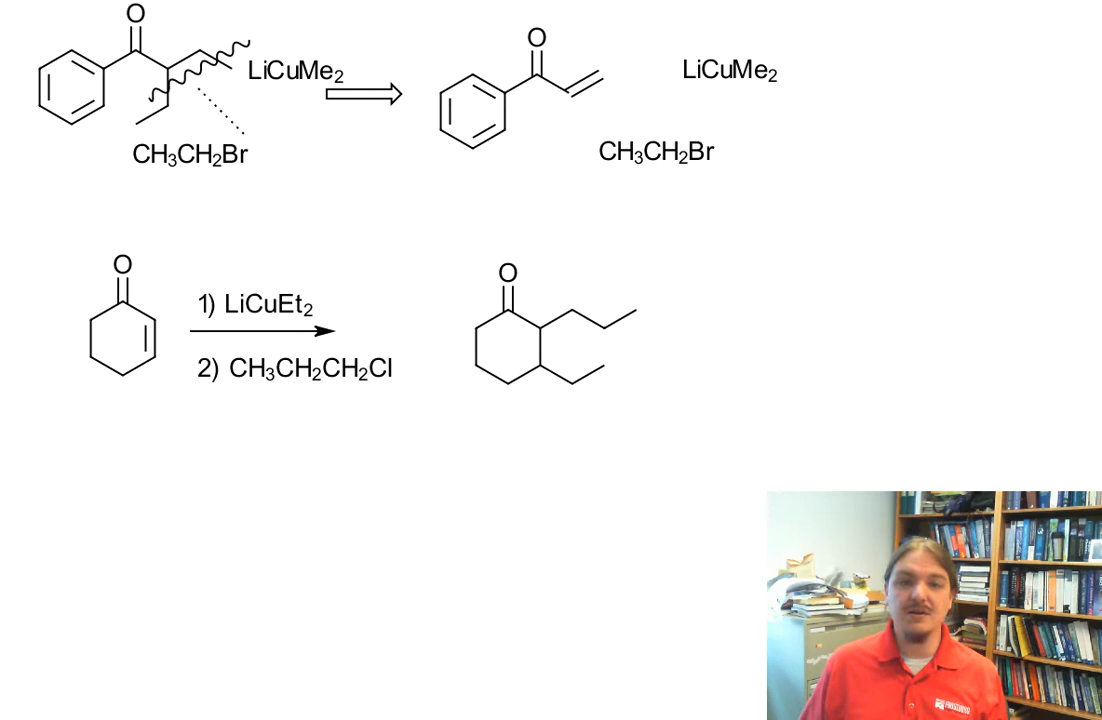 O
LiCuMe₂
CH₃CH₂Br
O
LiCuMe₂
CH₃CH₂Br
O
1) LiCuEt₂
2) CH₃CH₂CH₂Cl
O